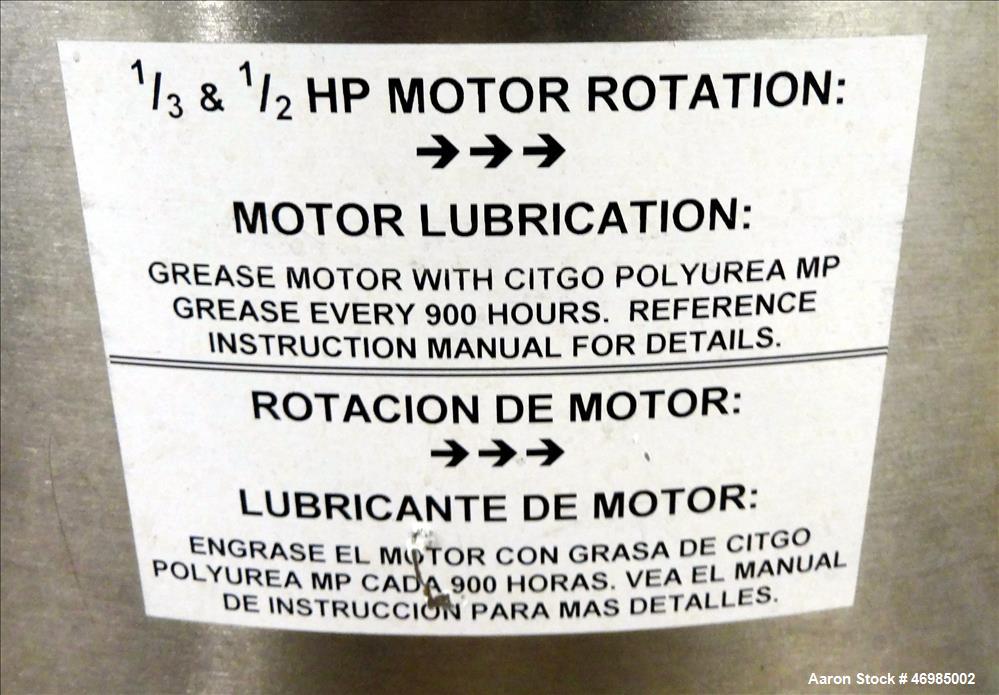 1/3 & 1/2 HP MOTOR ROTATION:
➔➔➔
MOTOR LUBRICATION:
GREASE MOTOR WITH CITGO POLYUREA MP
GREASE EVERY 900 HOURS. REFERENCE
INSTRUCTION MANUAL FOR DETAILS.
ROTACION DE MOTOR:
➔➔➔
LUBRICANTE DE MOTOR:
ENGRASE EL MOTOR CON GRASA DE CITGO
POLYUREA MP CADA 900 HORAS. VEA EL MANUAL
DE INSTRUCCIÓN PARA MAS DETALLES.
Aaron Stock # 46985002